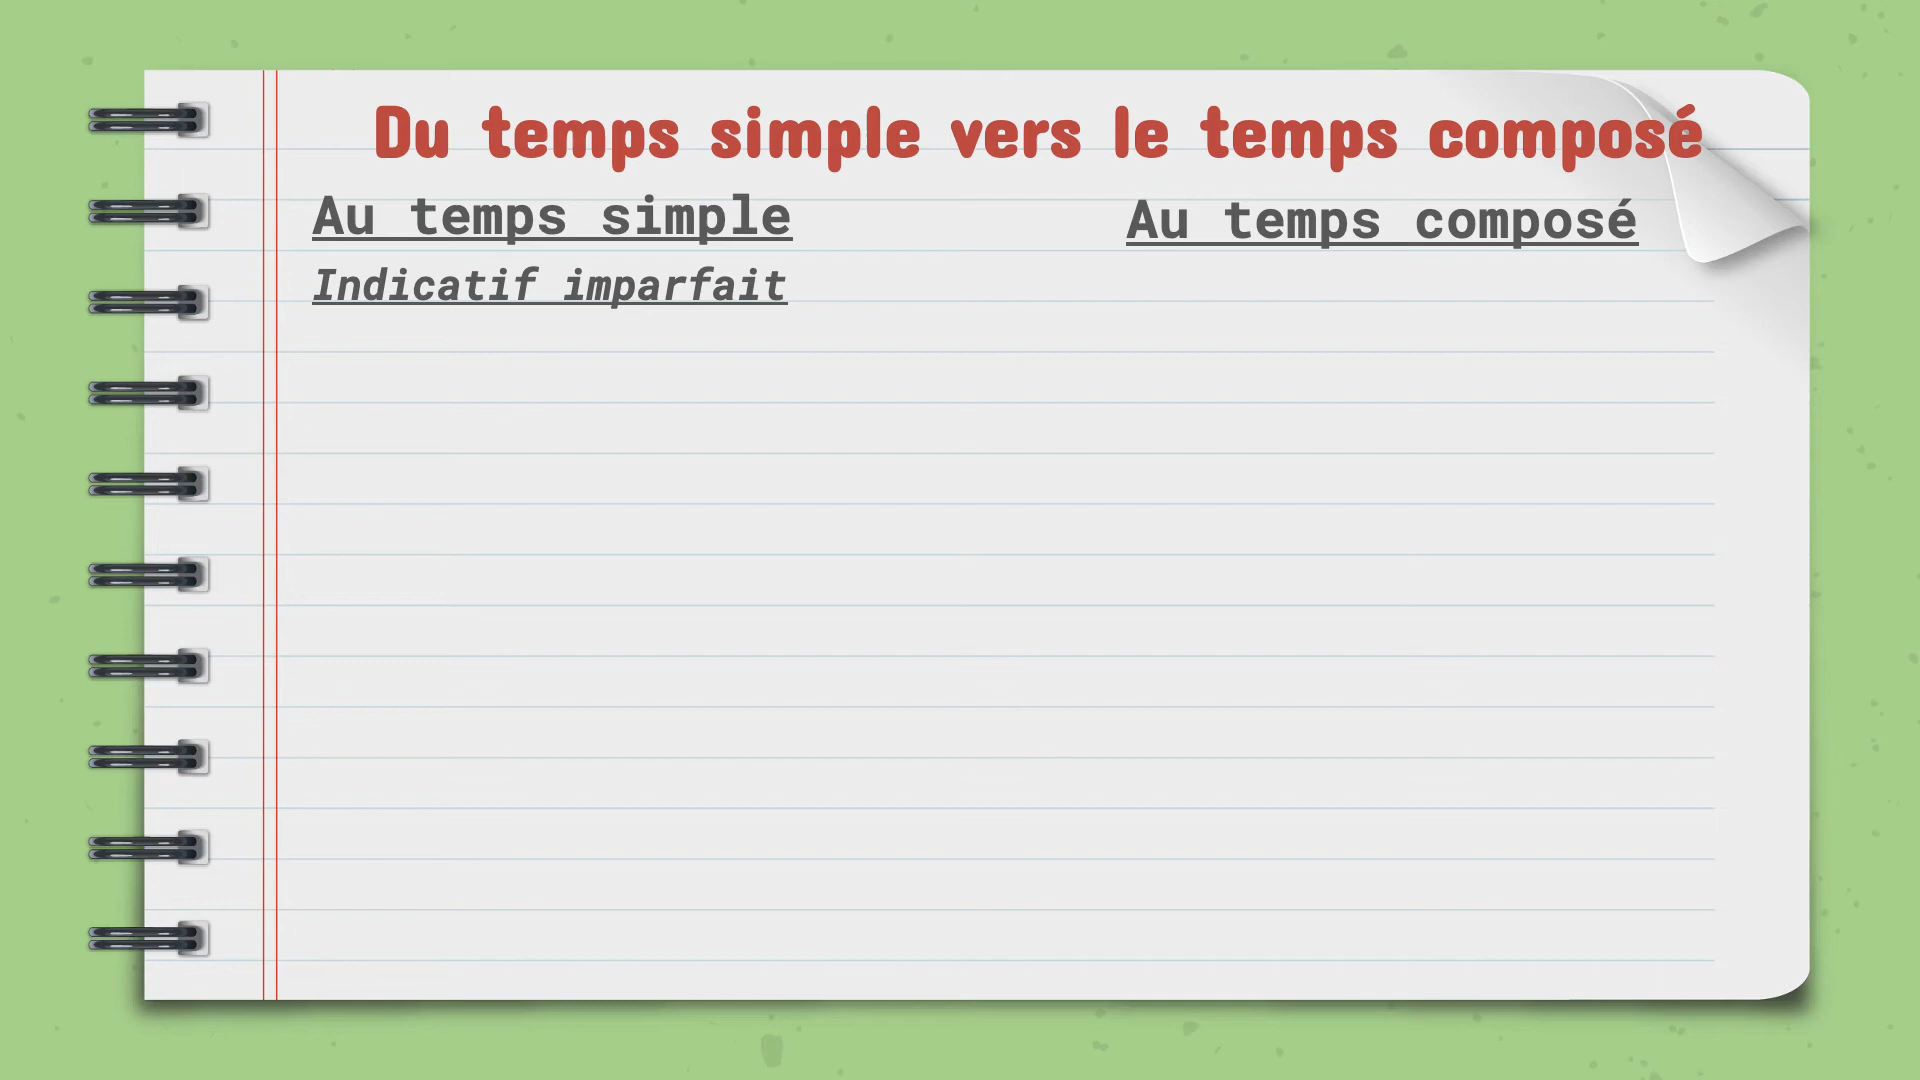 Du temps simple vers le temps composé
Au temps simple
Au temps composé
Indicatif imparfait